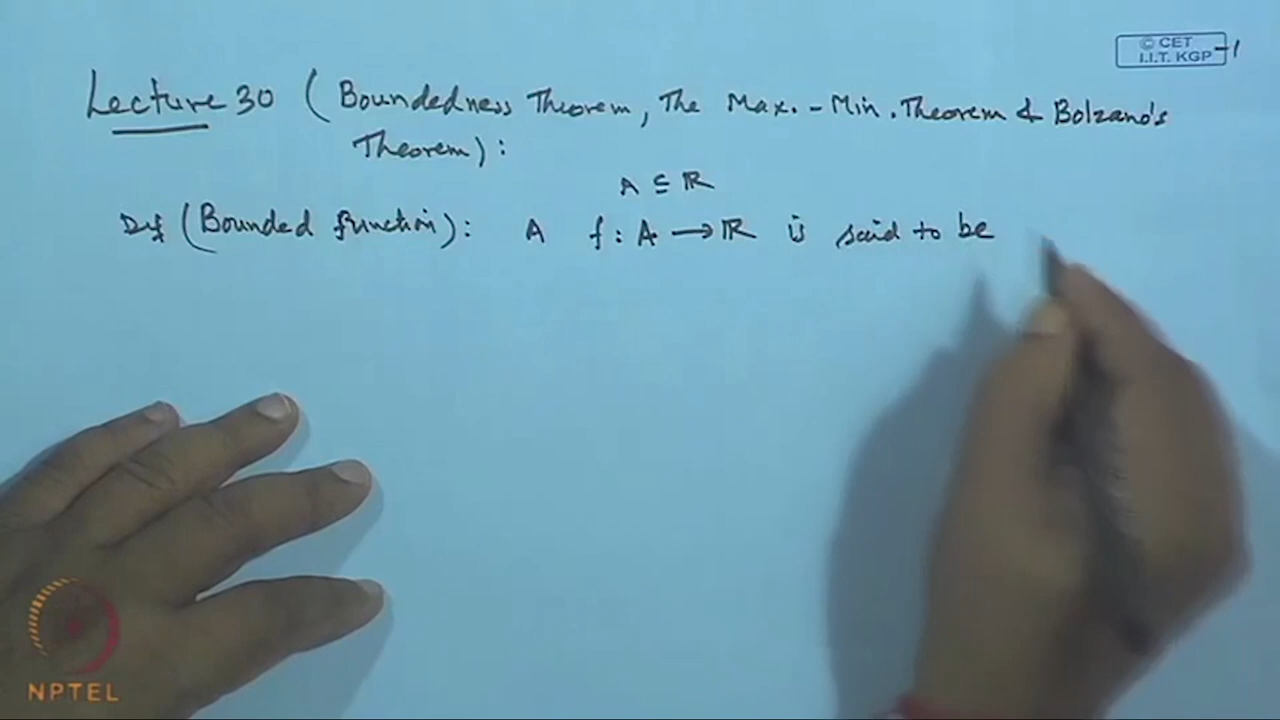 © CET
I.I.T. KGP -1
Lecture 30 ( Boundedness Theorem, The Max. - Min. Theorem & Bolzano's
Theorem) :
A ⊆ ℝ
Def (Bounded function) : A f : A → ℝ is said to be
NPTEL